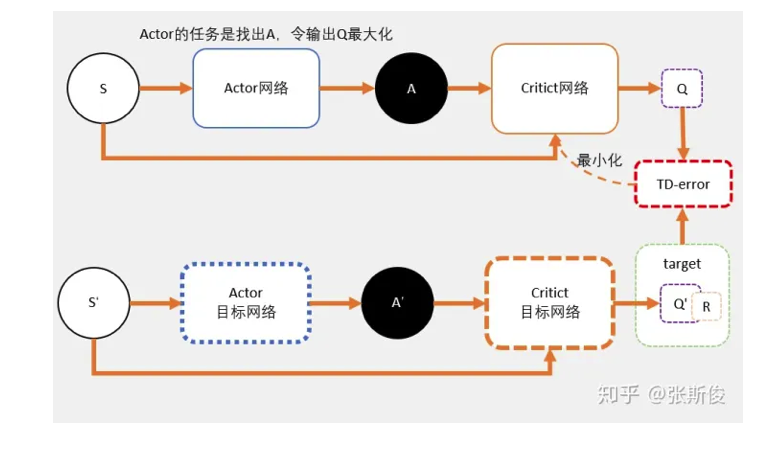 Actor的任务是找出A，令输出Q最大化
S
Actor网络
A
Critict网络
Q
最小化
TD-error
target
S'
Actor
目标网络
A'
Critict
目标网络
Q'
R
知乎 @张斯俊